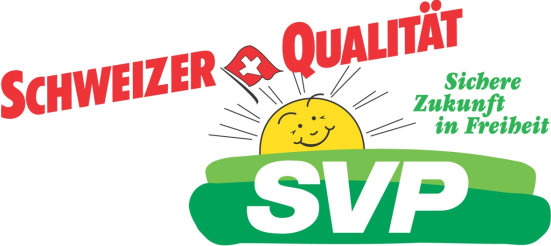 SCHWEIZER QUALITÄT
Sichere
Zukunft
in Freiheit
SVP